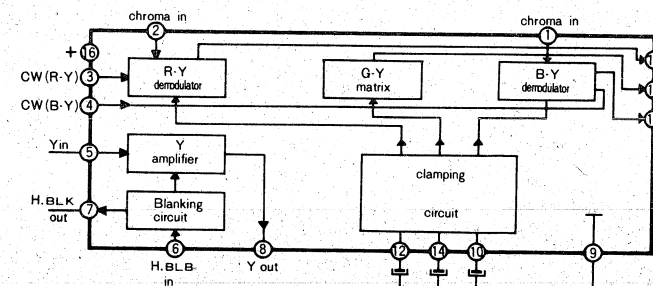 chroma in
chroma in
2
1
+ 16
CW(R-Y) 3
R-Y
demodulator
G-Y
matrix
B-Y
demodulator
CW(B-Y) 4
Yin 5
Y
amplifier
clamping
circuit
H.BLK
out
7
Blanking
circuit
6
8
12
14
10
9
H.BLB
in
Y out